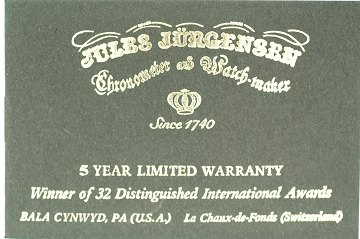 JULES JÜRGENSEN
Chronometer and Watch-maker
Since 1740
5 YEAR LIMITED WARRANTY
Winner of 32 Distinguished International Awards
BALA CYNWYD, PA (U.S.A.) La Chaux-de-Fonds (Switzerland)